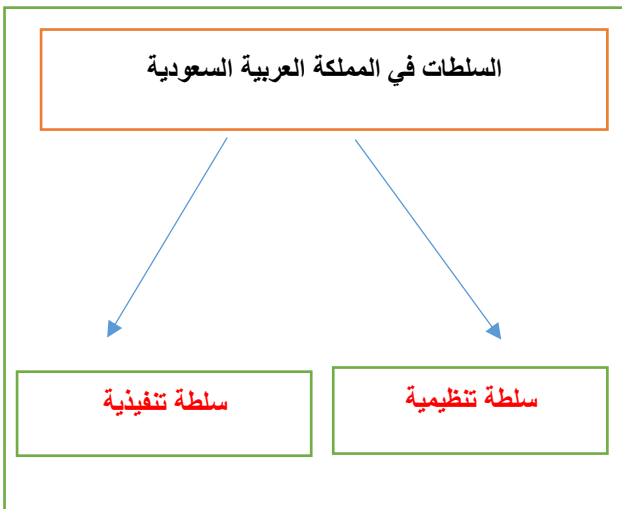 السلطات في المملكة العربية السعودية
سلطة تنظيمية
سلطة تنفيذية